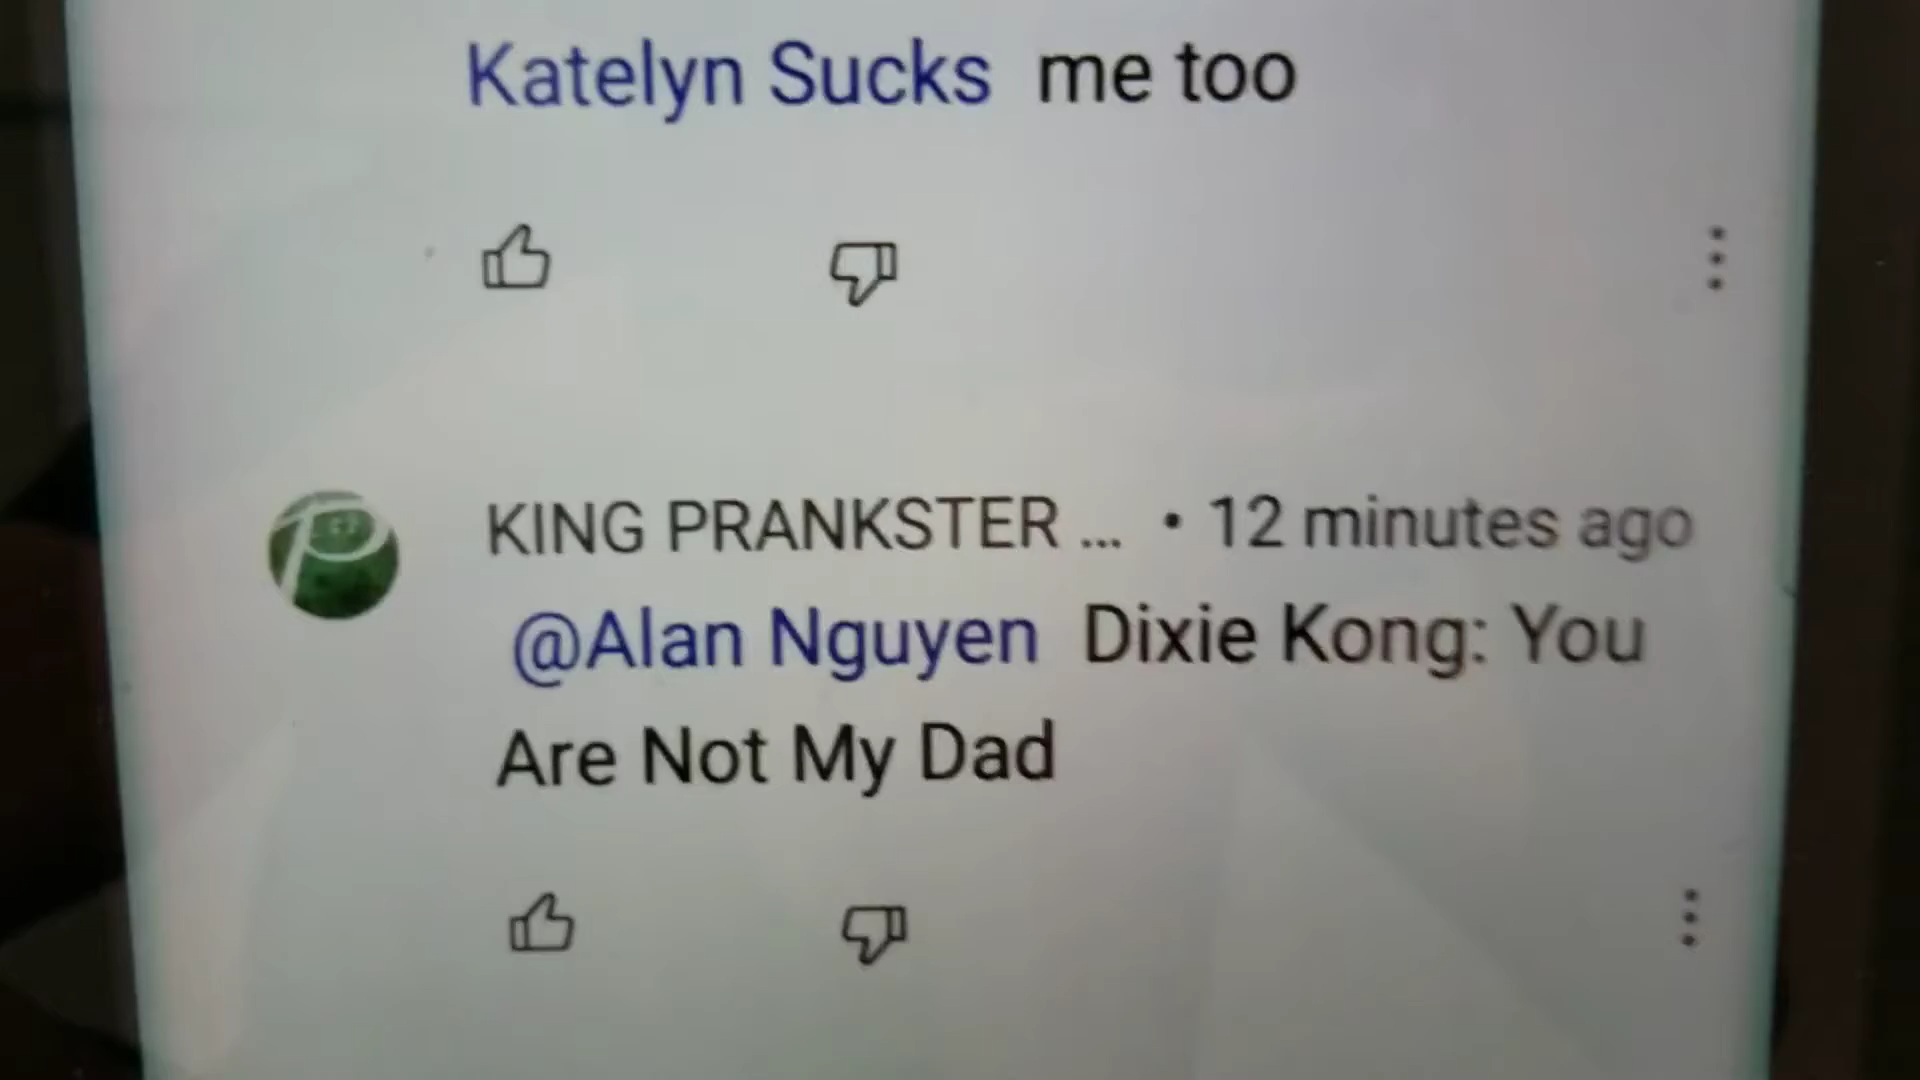 Katelyn Sucks me too
KING PRANKSTER ... • 12 minutes ago
@Alan Nguyen Dixie Kong: You
Are Not My Dad